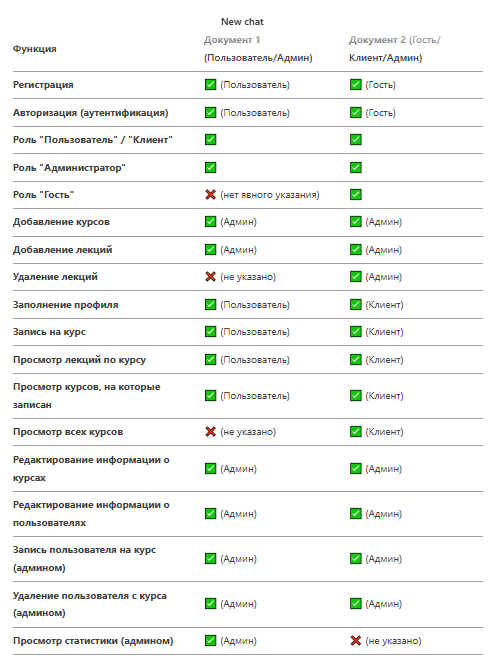 New chat
Функция Документ 1 (Пользователь/Админ) Документ 2 (Гость/Клиент/Админ)
Регистрация ✅ (Пользователь) ✅ (Гость)
Авторизация (аутентификация) ✅ (Пользователь) ✅ (Гость)
Роль "Пользователь" / "Клиент" ✅ ✅
Роль "Администратор" ✅ ✅
Роль "Гость" ❌ (нет явного указания) ✅
Добавление курсов ✅ (Админ) ✅ (Админ)
Добавление лекций ✅ (Админ) ✅ (Админ)
Удаление лекций ❌ (не указано) ✅ (Админ)
Заполнение профиля ✅ (Пользователь) ✅ (Клиент)
Запись на курс ✅ (Пользователь) ✅ (Клиент)
Просмотр лекций по курсу ✅ (Пользователь) ✅ (Клиент)
Просмотр курсов, на которые записан ✅ (Пользователь) ✅ (Клиент)
Просмотр всех курсов ❌ (не указано) ✅ (Клиент)
Редактирование информации о курсах ✅ (Админ) ✅ (Админ)
Редактирование информации о пользователях ✅ (Админ) ✅ (Админ)
Запись пользователя на курс (админом) ✅ (Админ) ✅ (Админ)
Удаление пользователя с курса (админом) ✅ (Админ) ✅ (Админ)
Просмотр статистики (админом) ✅ (Админ) ❌ (не указано)